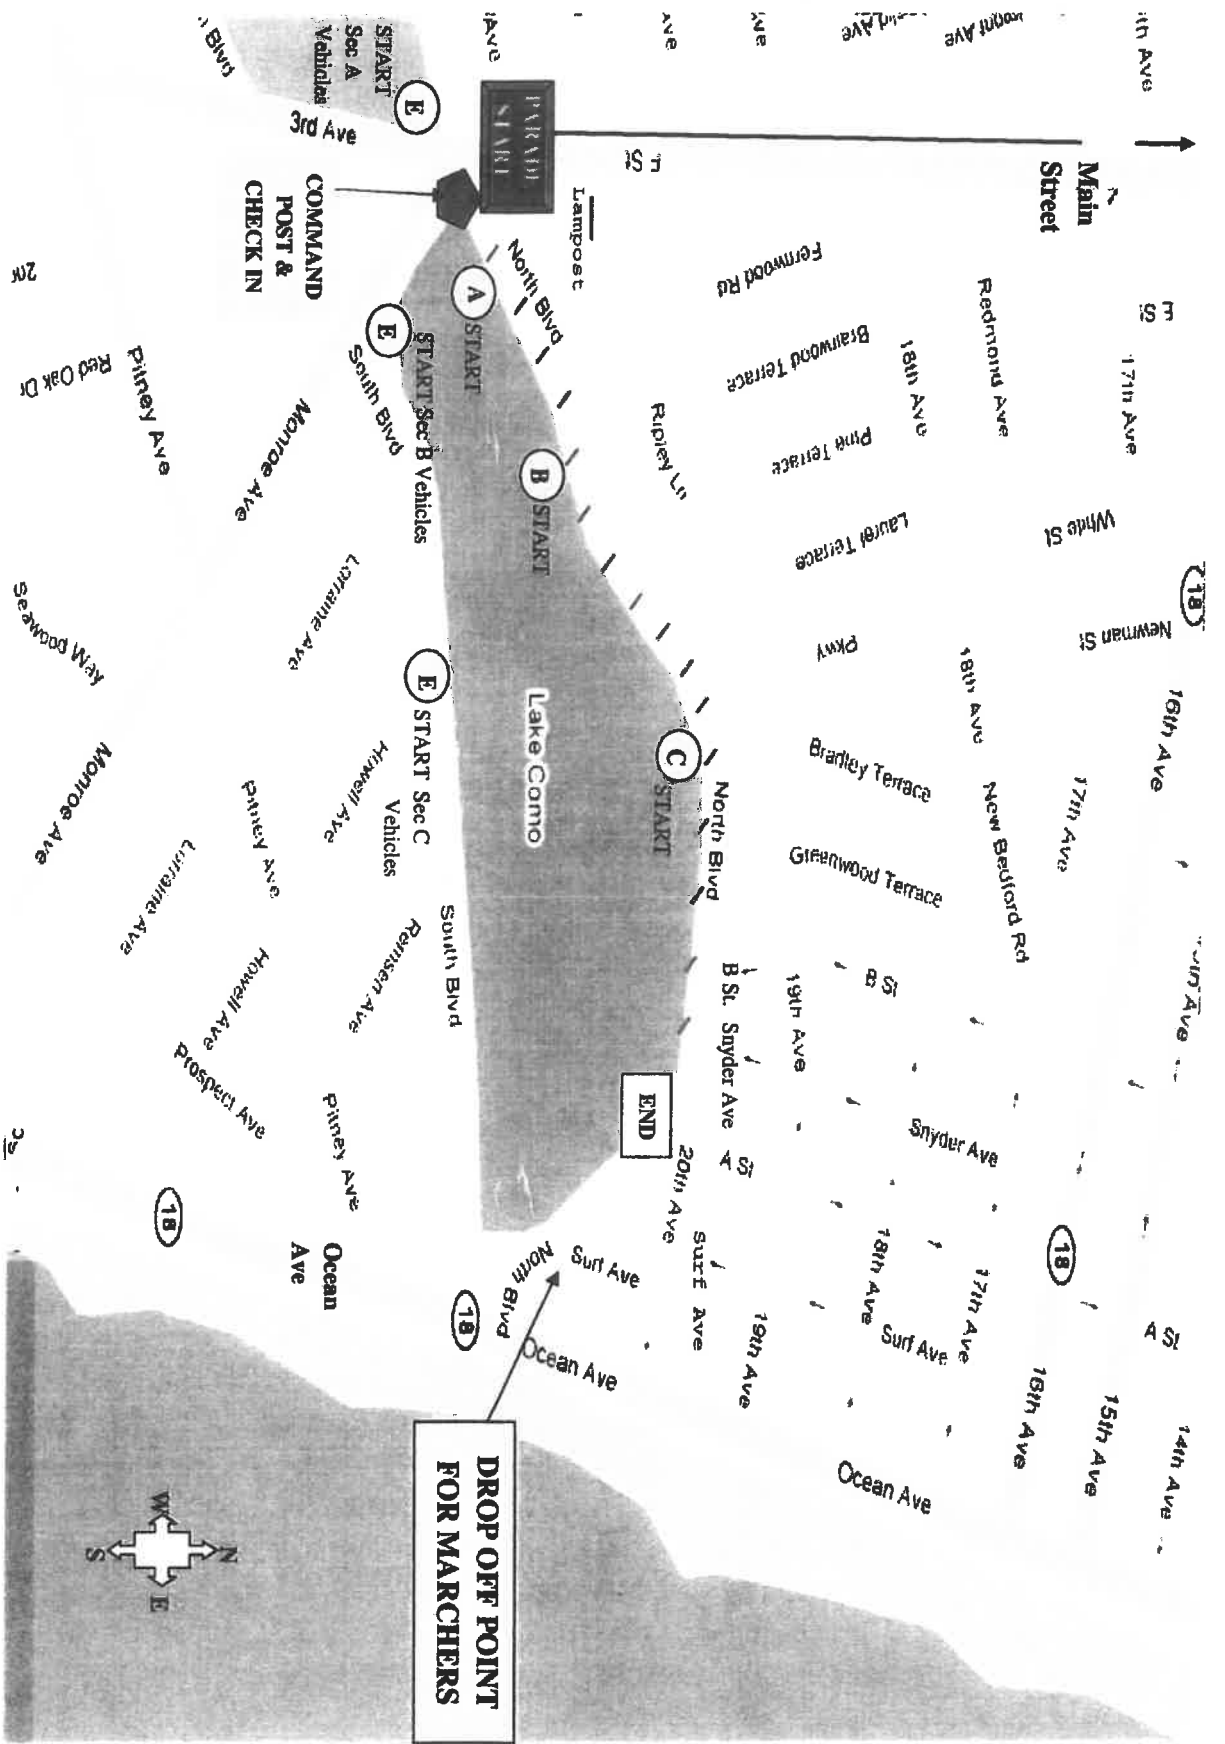 14th Ave
16th Ave
18
Newman St
A St
E St
17th Ave
White St
15th Ave
17th Ave
18
Main
Street
Redmond Ave
18th Ave
New Bedford Rd
Snyder Ave
17th Ave
16th Ave
18th Ave
Laurel Terrace
Bradley Terrace
Greenwood Terrace
B St
18th Ave
Surf Ave
Ocean Ave
Fernwood Rd
Briarwood Terrace
Pine Terrace
Pkwy
19th Ave
19th Ave
F St
Ripley Ln
North Blvd
B St.
Snyder Ave
A St
Surf Ave
20th Ave
C
START
END
Surf Ave
Ocean Ave
Lampost
North Blvd
PARADE
START
B
START
Lake Como
North Blvd
A
START
18
DROP OFF POINT
FOR MARCHERS
E
START
Sec A
Vehicles
3rd Ave
E
START Sec B Vehicles
E
START Sec C
Vehicles
South Blvd
South Blvd
COMMAND
POST &
CHECK IN
Monroe Ave
Lorraine Ave
Howell Ave
Remsen Ave
Pitney Ave
Ocean
Ave
Blvd
Pitney Ave
Pitney Ave
Howell Ave
Prospect Ave
18
Red Oak Dr
Lorraine Ave
Seawood Way
Monroe Ave
N
W
E
S